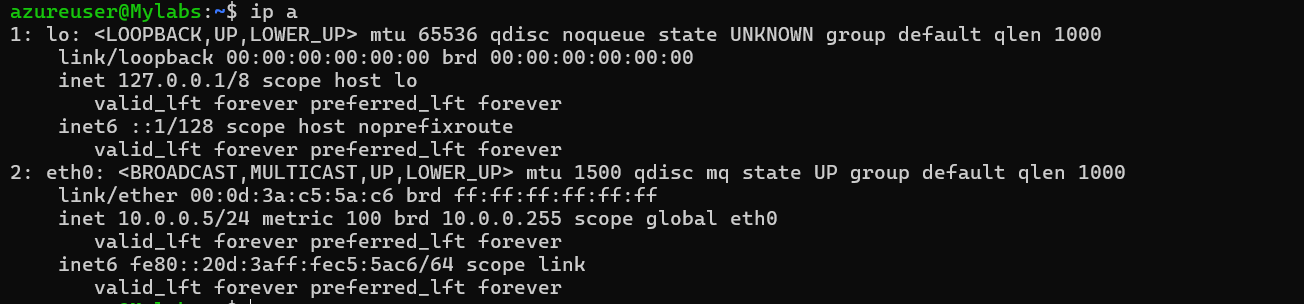 azureuser@Mylabs:~$ ip a
1: lo: <LOOPBACK,UP,LOWER_UP> mtu 65536 qdisc noqueue state UNKNOWN group default qlen 1000
    link/loopback 00:00:00:00:00:00 brd 00:00:00:00:00:00
    inet 127.0.0.1/8 scope host lo
       valid_lft forever preferred_lft forever
    inet6 ::1/128 scope host noprefixroute
       valid_lft forever preferred_lft forever
2: eth0: <BROADCAST,MULTICAST,UP,LOWER_UP> mtu 1500 qdisc mq state UP group default qlen 1000
    link/ether 00:0d:3a:c5:5a:c6 brd ff:ff:ff:ff:ff:ff
    inet 10.0.0.5/24 metric 100 brd 10.0.0.255 scope global eth0
       valid_lft forever preferred_lft forever
    inet6 fe80::20d:3aff:fec5:5ac6/64 scope link
       valid_lft forever preferred_lft forever